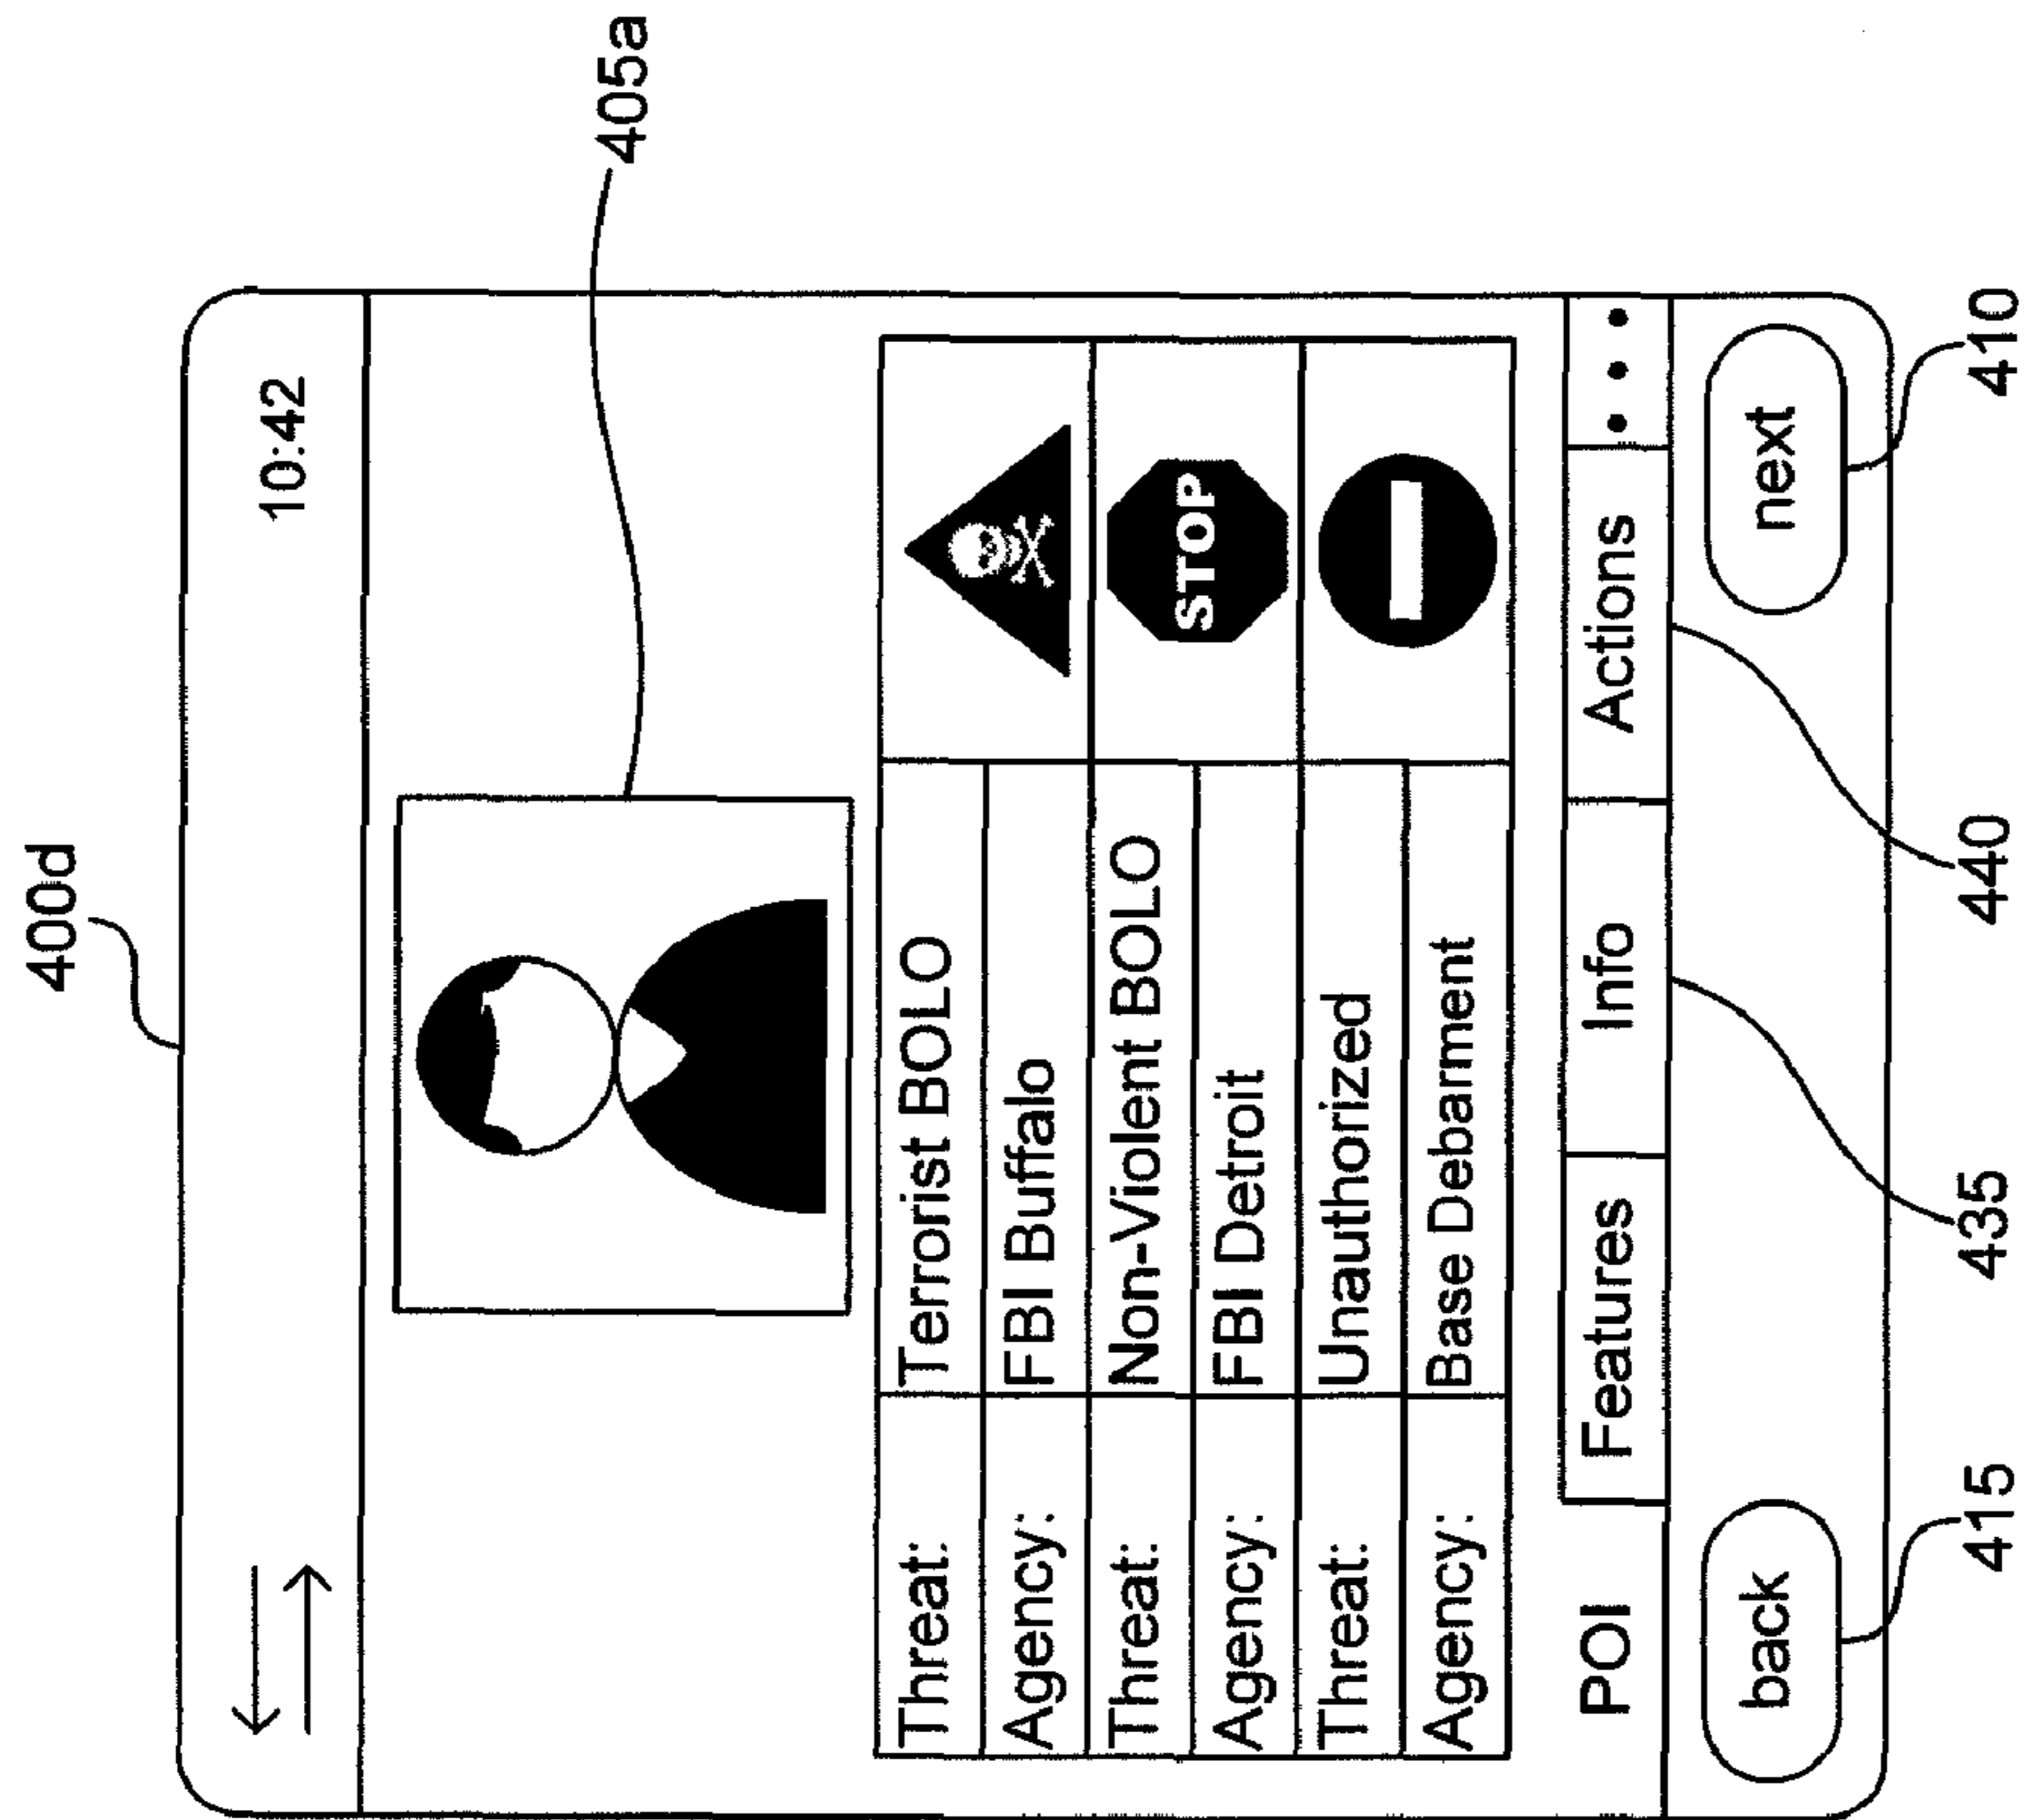 400d
10:42
405a
Threat: Terrorist BOLO
Agency: FBI Buffalo
Threat: Non-Violent BOLO
STOP
Agency: FBI Detroit
Threat: Unauthorized
Agency: Base Debarment
POI Features Info Actions
back next
415 435 440 410